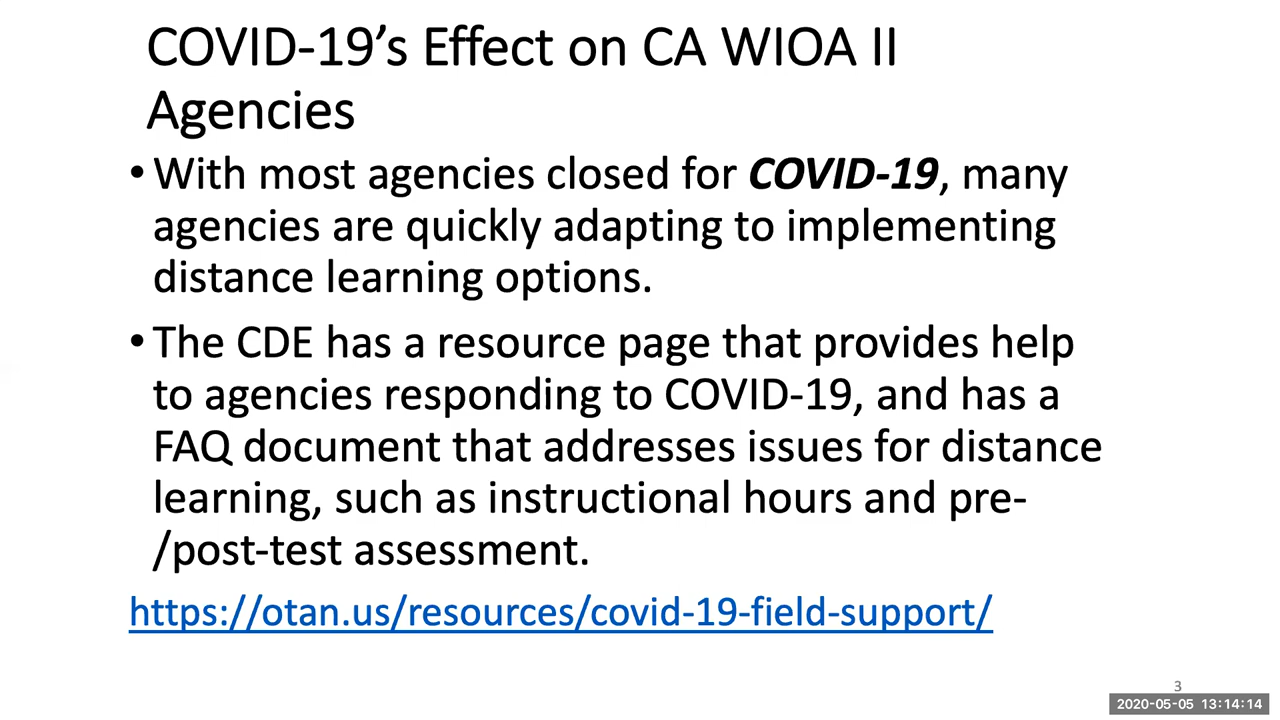 COVID-19’s Effect on CA WIOA II
Agencies
• With most agencies closed for COVID-19, many
agencies are quickly adapting to implementing
distance learning options.
• The CDE has a resource page that provides help
to agencies responding to COVID-19, and has a
FAQ document that addresses issues for distance
learning, such as instructional hours and pre-
/post-test assessment.
https://otan.us/resources/covid-19-field-support/
3
2020-05-05 13:14:14